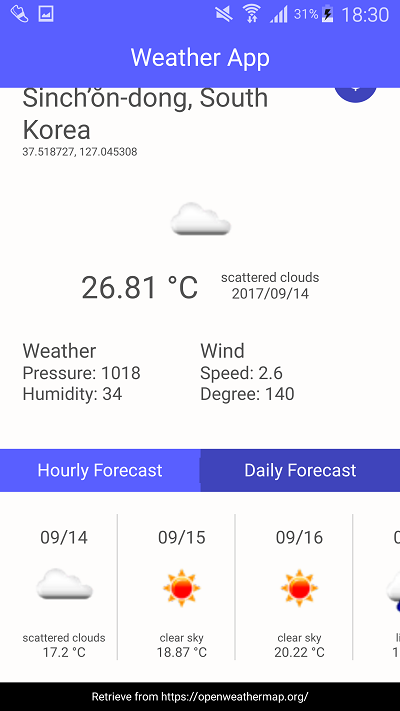 31% 18:30
Weather App
Sinch’ŏn-dong, South
Korea
37.518727, 127.045308
26.81 °C
scattered clouds
2017/09/14
Weather
Pressure: 1018
Humidity: 34
Wind
Speed: 2.6
Degree: 140
Hourly Forecast
Daily Forecast
09/14
scattered clouds
17.2 °C
09/15
clear sky
18.87 °C
09/16
clear sky
20.22 °C
Retrieve from https://openweathermap.org/